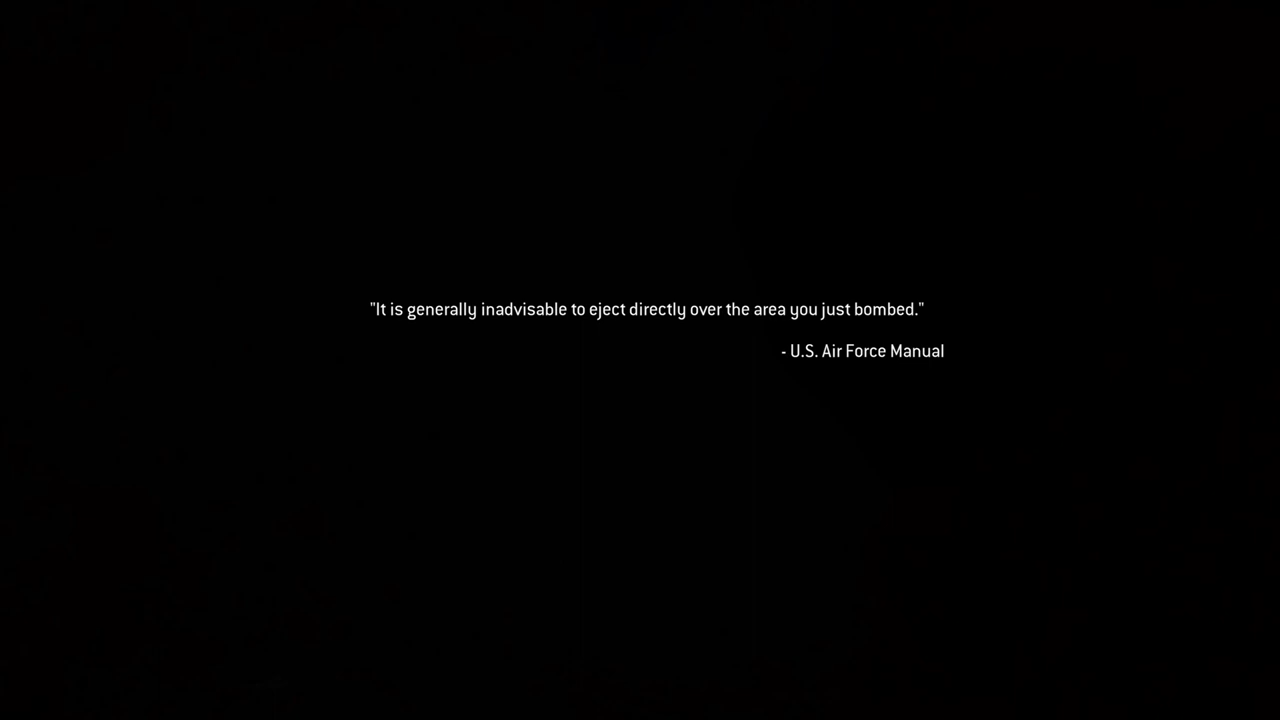 "It is generally inadvisable to eject directly over the area you just bombed."
- U.S. Air Force Manual